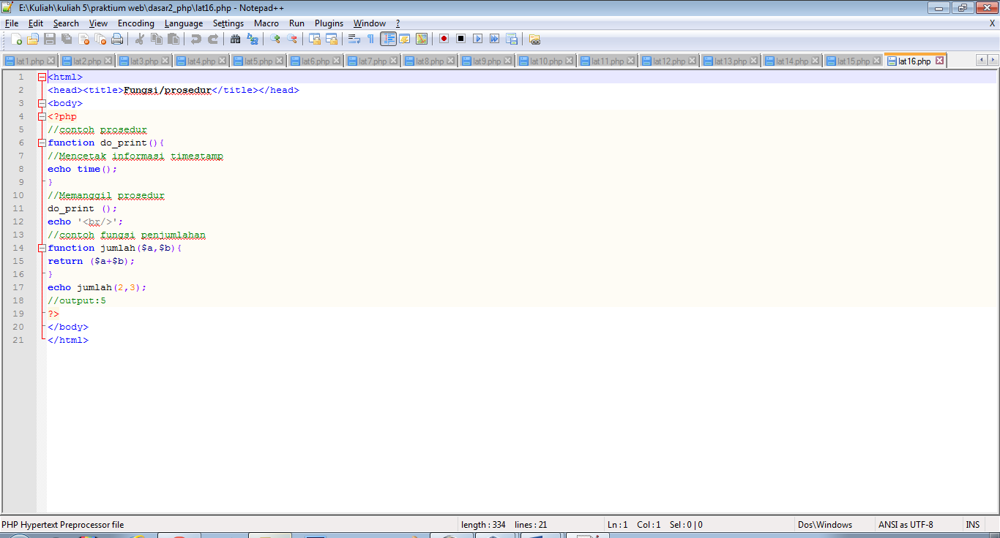 E:\Kuliah\kuliah 5\praktium web\dasar2_php\lat16.php - Notepad++
File Edit Search View Encoding Language Settings Macro Run Plugins Window ? X
lat1.php lat2.php lat3.php lat4.php lat5.php lat6.php lat7.php lat8.php lat9.php lat10.php lat11.php lat12.php lat13.php lat14.php lat15.php lat16.php
1 <html>
2 <head><title>Fungsi/prosedur</title></head>
3 <body>
4 <?php
5 //contoh prosedur
6 function do_print(){
7 //Mencetak informasi timestamp
8 echo time();
9 }
10 //Memanggil prosedur
11 do_print ();
12 echo '<br/>';
13 //contoh fungsi penjumlahan
14 function jumlah($a,$b){
15 return ($a+$b);
16 }
17 echo jumlah(2,3);
18 //output:5
19 ?>
20 </body>
21 </html>
PHP Hypertext Preprocessor file length : 334 lines : 21 Ln : 1 Col : 1 Sel : 0 | 0 Dos\Windows ANSI as UTF-8 INS